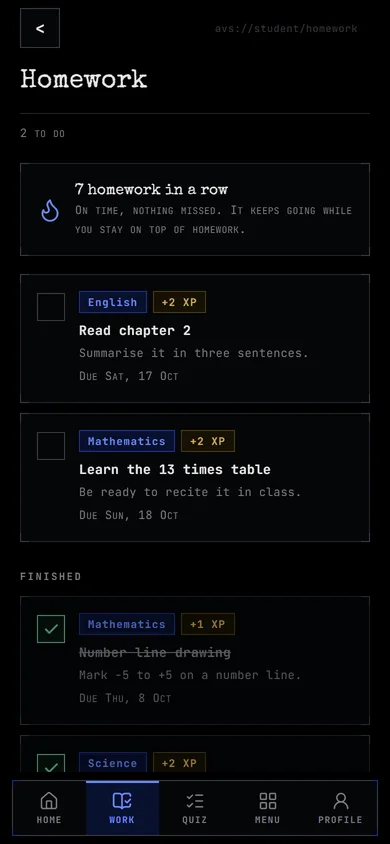 <
avs://student/homework
Homework
2 to do
7 homework in a row
On time, nothing missed. It keeps going while
you stay on top of homework.
English +2 XP
Read chapter 2
Summarise it in three sentences.
Due Sat, 17 Oct
Mathematics +2 XP
Learn the 13 times table
Be ready to recite it in class.
Due Sun, 18 Oct
FINISHED
Mathematics +1 XP
Number line drawing
Mark -5 to +5 on a number line.
Due Thu, 8 Oct
Science +2 XP
HOME WORK QUIZ MENU PROFILE